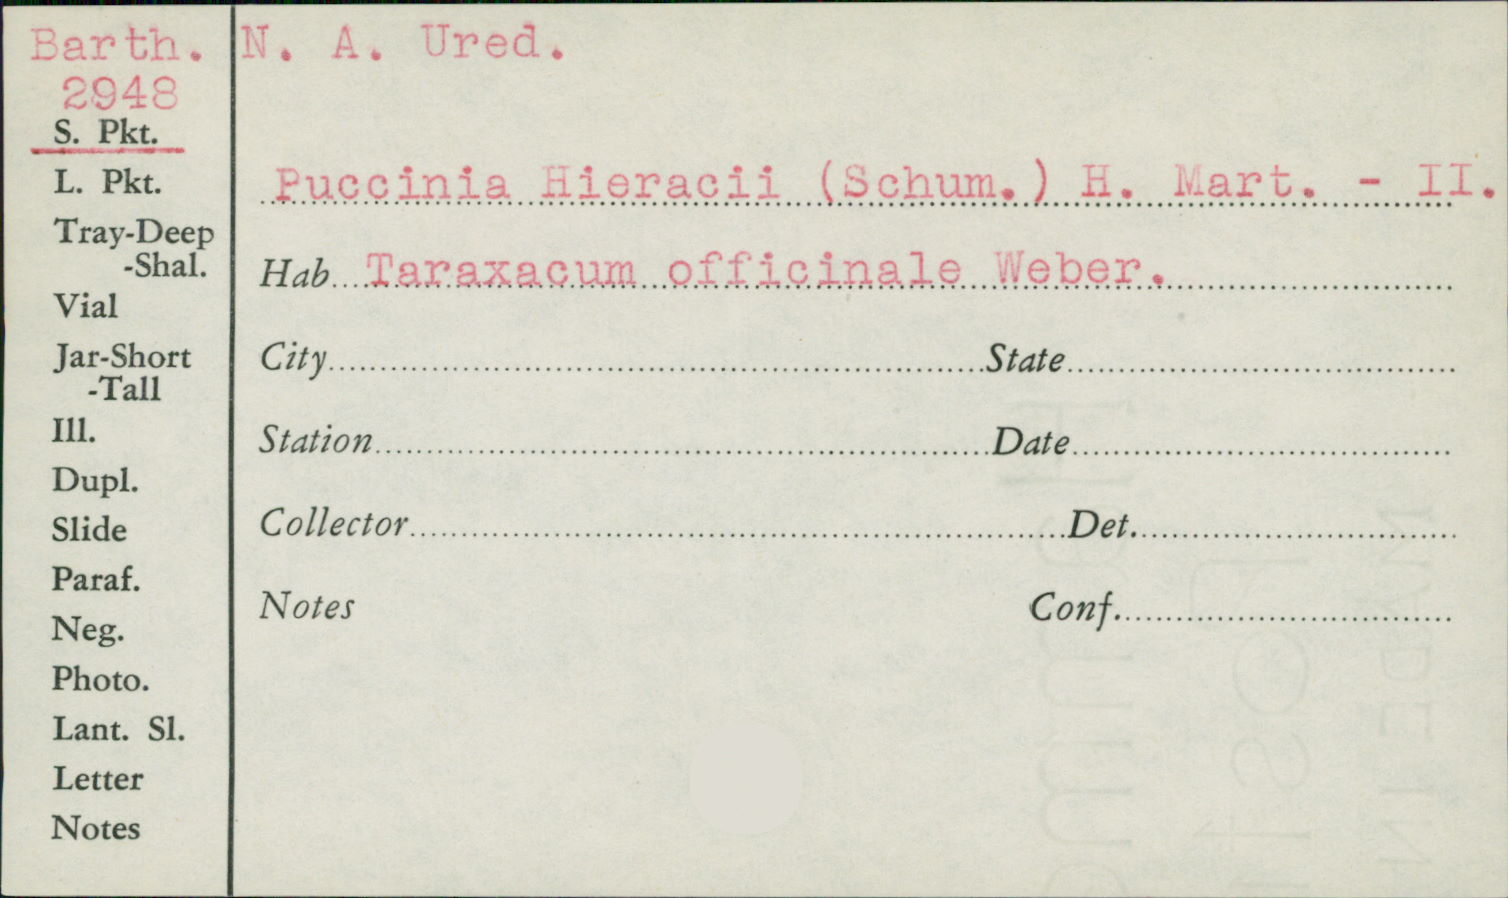 Barth. N. A. Ured.
2948
S. Pkt.
L. Pkt.
Tray-Deep
-Shal.
Vial
Jar-Short
-Tall
Ill.
Dupl.
Slide
Paraf.
Neg.
Photo.
Lant. Sl.
Letter
Notes
Puccinia Hieracii (Schum.) H. Mart. - II.
Hab. Taraxacum officinale Weber.
City State
Station Date
Collector Det.
Notes Conf.